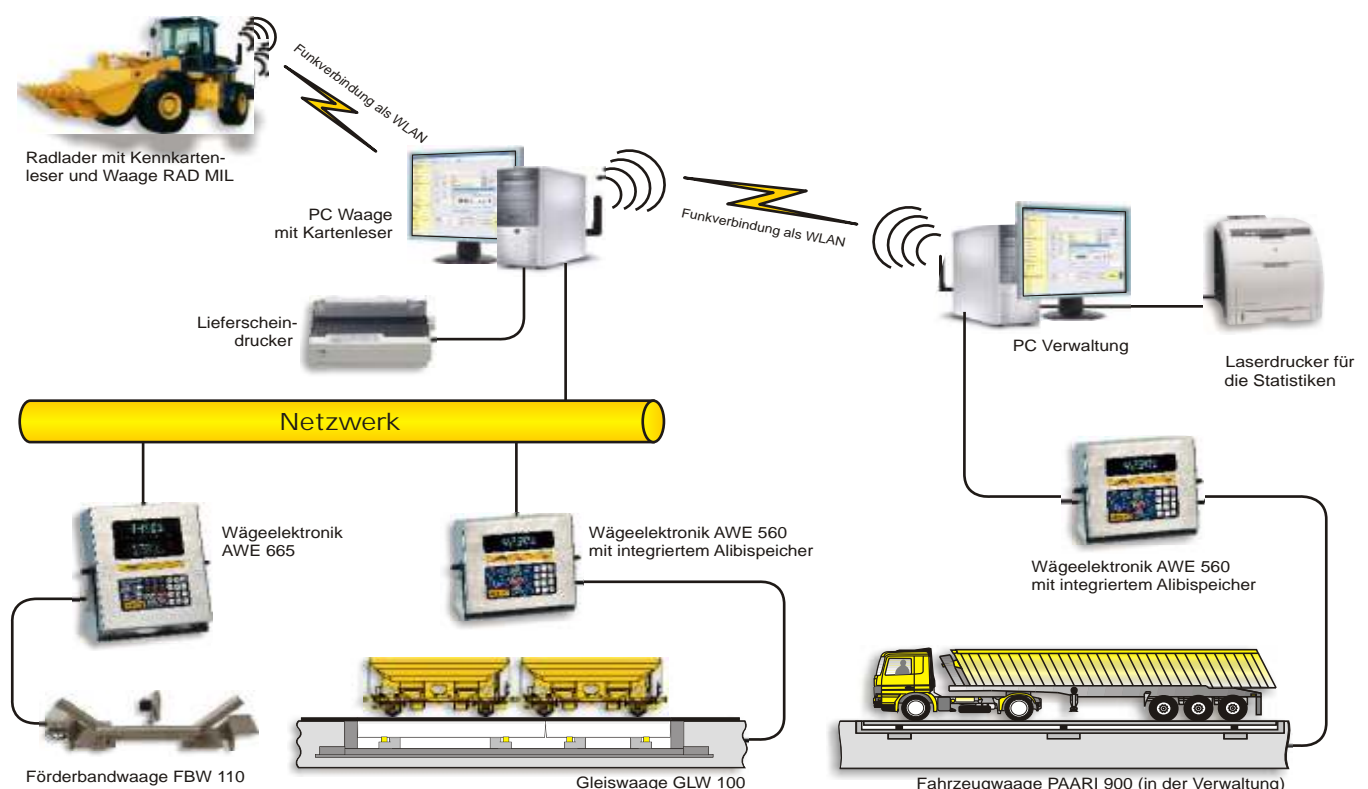 Funkverbindung als WLAN
Radlader mit Kennkarten-
leser und Waage RAD MIL
PC Waage
mit Kartenleser
Funkverbindung als WLAN
Lieferschein-
drucker
PC Verwaltung
Laserdrucker für
die Statistiken
Netzwerk
Wägeelektronik
AWE 665
Wägeelektronik AWE 560
mit integriertem Alibispeicher
Wägeelektronik AWE 560
mit integriertem Alibispeicher
Förderbandwaage FBW 110
Gleiswaage GLW 100
Fahrzeugwaage PAARI 900 (in der Verwaltung)